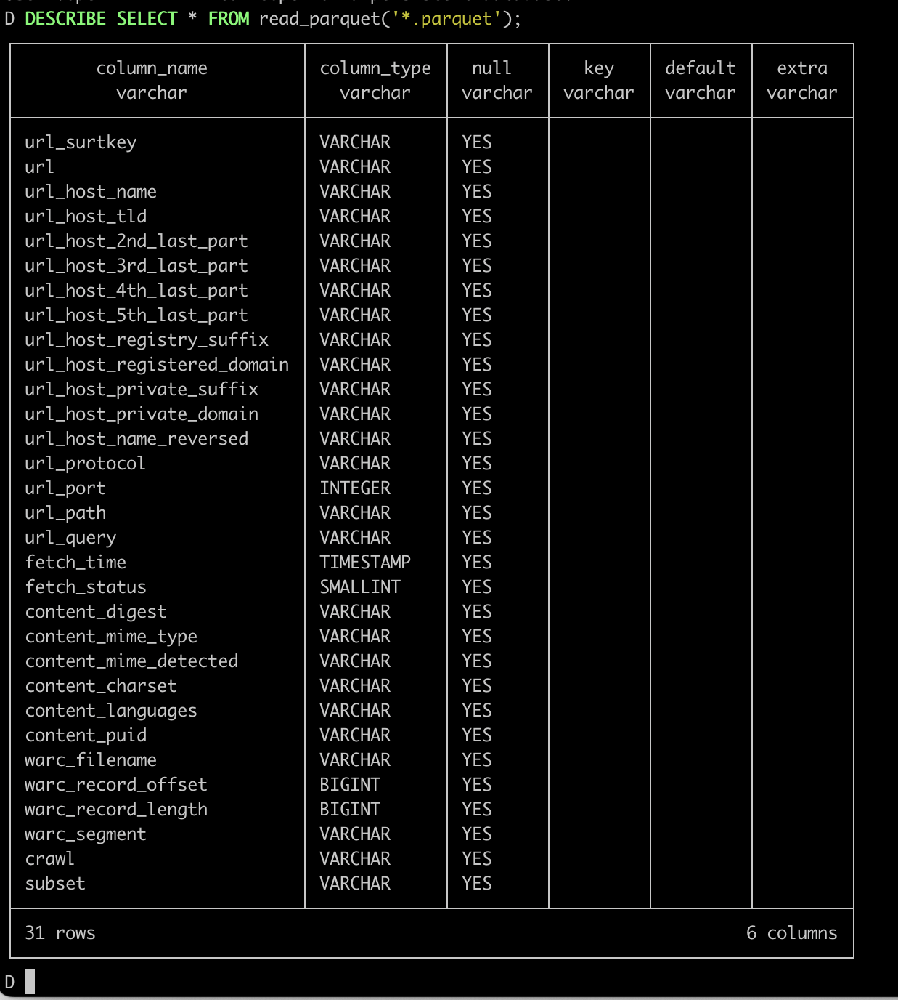 D DESCRIBE SELECT * FROM read_parquet('*.parquet');
column_name column_type null key default extra
varchar varchar varchar varchar varchar varchar
url_surtkey VARCHAR YES
url VARCHAR YES
url_host_name VARCHAR YES
url_host_tld VARCHAR YES
url_host_2nd_last_part VARCHAR YES
url_host_3rd_last_part VARCHAR YES
url_host_4th_last_part VARCHAR YES
url_host_5th_last_part VARCHAR YES
url_host_registry_suffix VARCHAR YES
url_host_registered_domain VARCHAR YES
url_host_private_suffix VARCHAR YES
url_host_private_domain VARCHAR YES
url_host_name_reversed VARCHAR YES
url_protocol VARCHAR YES
url_port INTEGER YES
url_path VARCHAR YES
url_query VARCHAR YES
fetch_time TIMESTAMP YES
fetch_status SMALLINT YES
content_digest VARCHAR YES
content_mime_type VARCHAR YES
content_mime_detected VARCHAR YES
content_charset VARCHAR YES
content_languages VARCHAR YES
content_puid VARCHAR YES
warc_filename VARCHAR YES
warc_record_offset BIGINT YES
warc_record_length BIGINT YES
warc_segment VARCHAR YES
crawl VARCHAR YES
subset VARCHAR YES
31 rows 6 columns
D